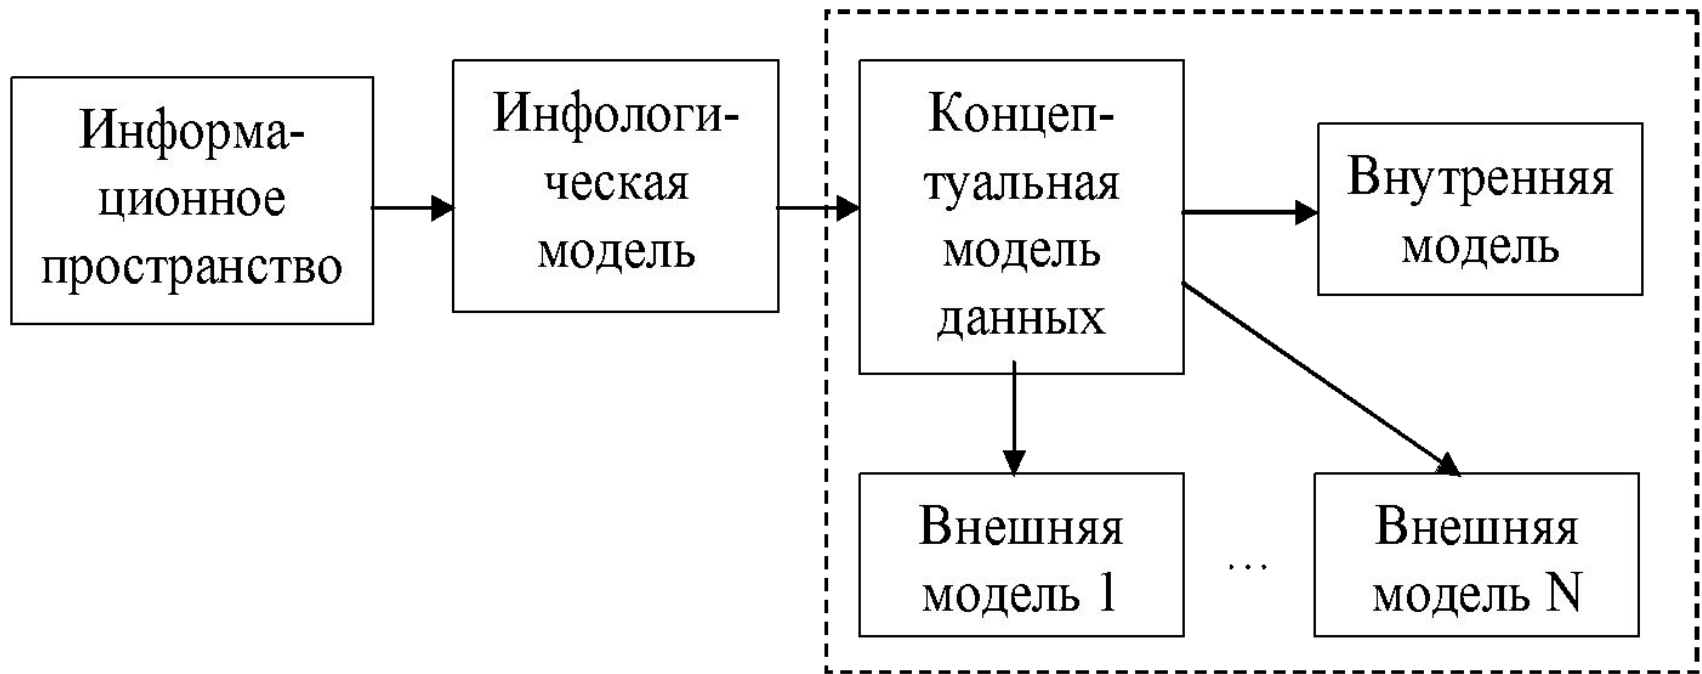 Информа-
ционное
пространство
Инфологи-
ческая
модель
Концеп-
туальная
модель
данных
Внутренняя
модель
Внешняя
модель 1
...
Внешняя
модель N